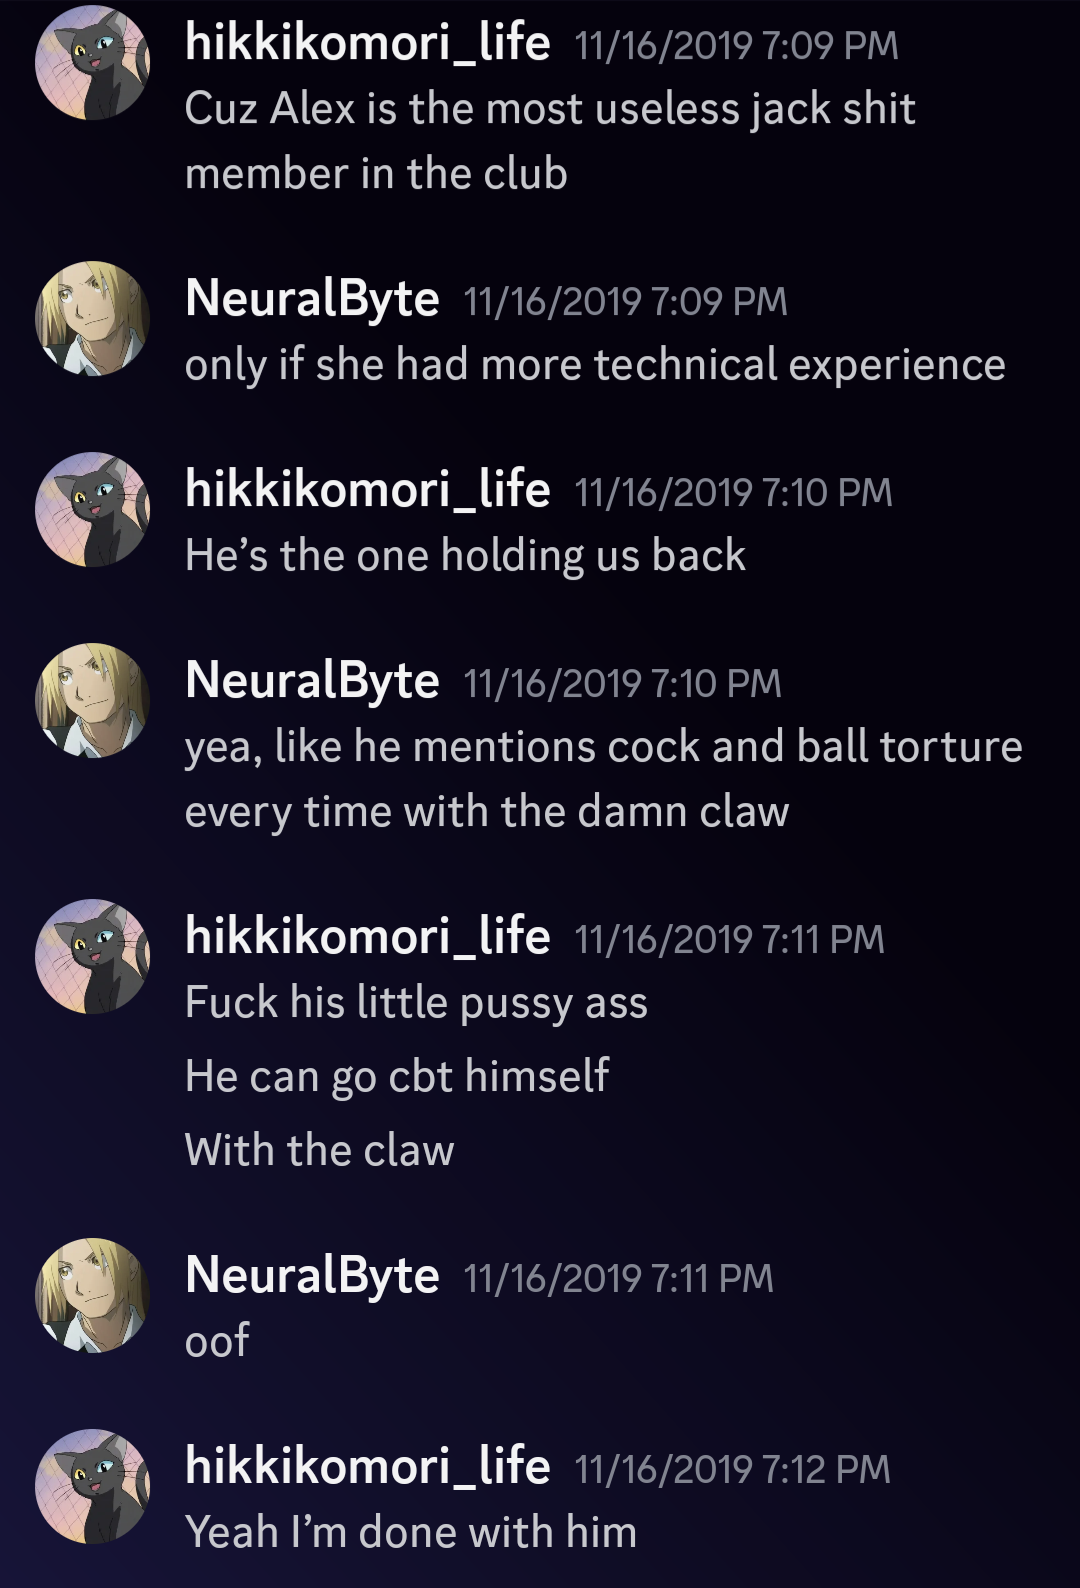 hikkikomori_life 11/16/2019 7:09 PM
Cuz Alex is the most useless jack shit
member in the club
NeuralByte 11/16/2019 7:09 PM
only if she had more technical experience
hikkikomori_life 11/16/2019 7:10 PM
He’s the one holding us back
NeuralByte 11/16/2019 7:10 PM
yea, like he mentions cock and ball torture
every time with the damn claw
hikkikomori_life 11/16/2019 7:11 PM
Fuck his little pussy ass
He can go cbt himself
With the claw
NeuralByte 11/16/2019 7:11 PM
oof
hikkikomori_life 11/16/2019 7:12 PM
Yeah I’m done with him